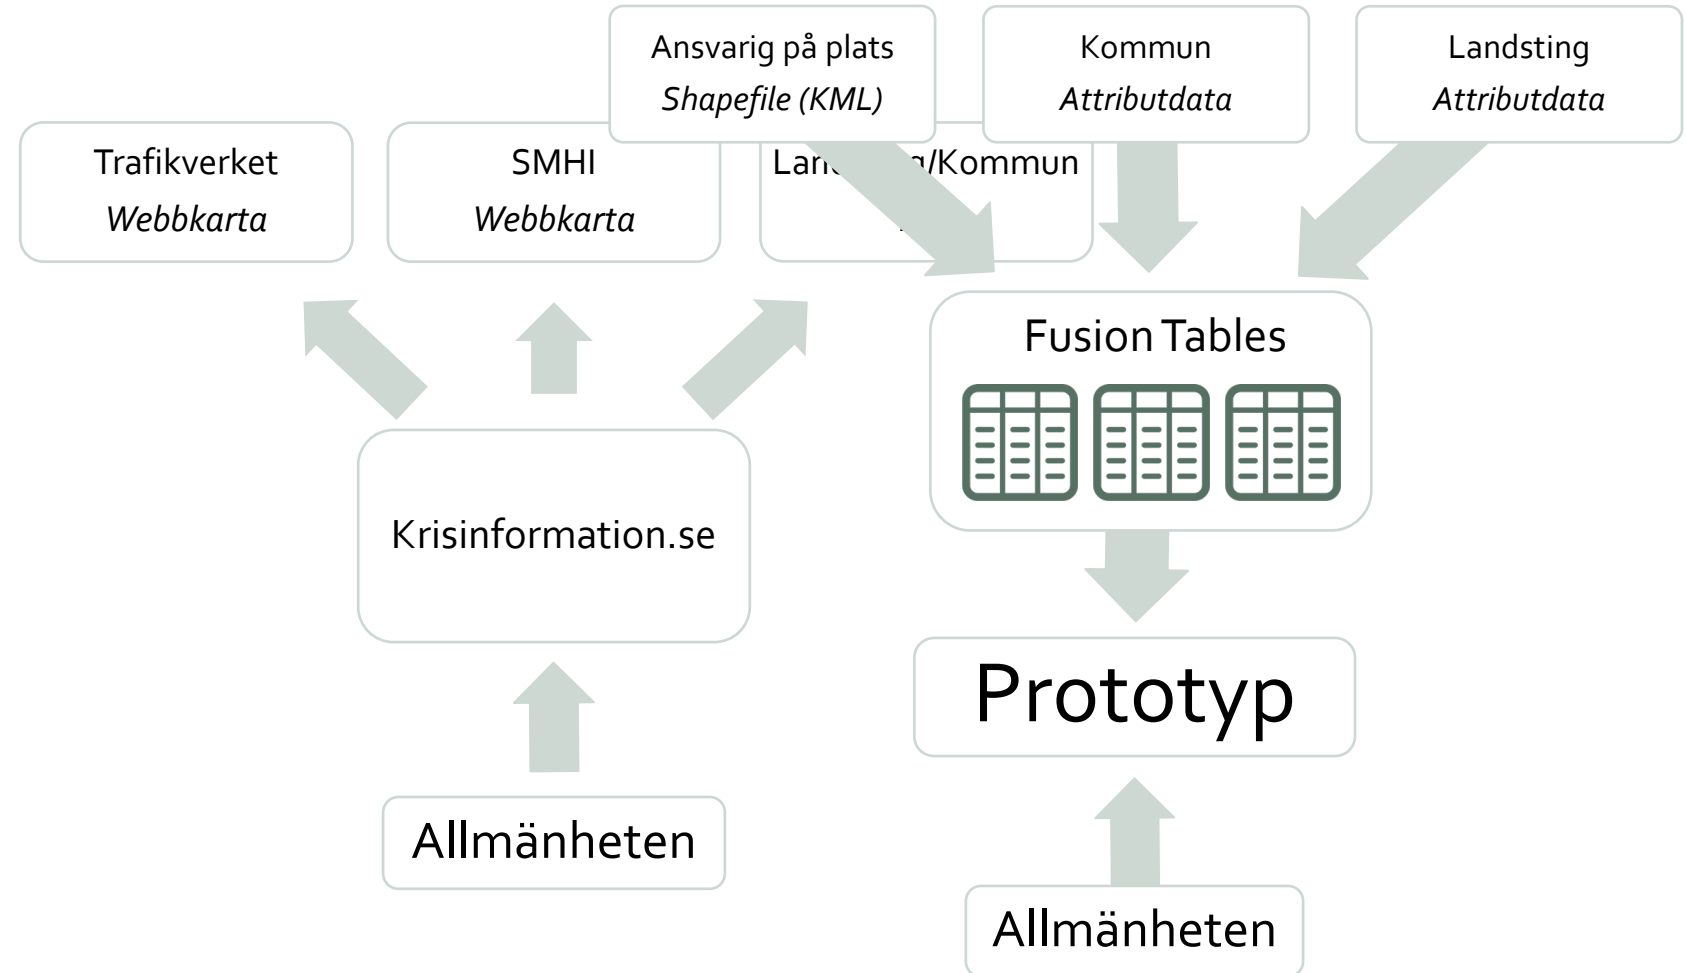 Ansvarig på plats
Shapefile (KML)
Kommun
Attributdata
Landsting
Attributdata
Trafikverket
Webbkarta
SMHI
Webbkarta
/Kommun
Fusion Tables
Krisinformation.se
Prototyp
Allmänheten
Allmänheten